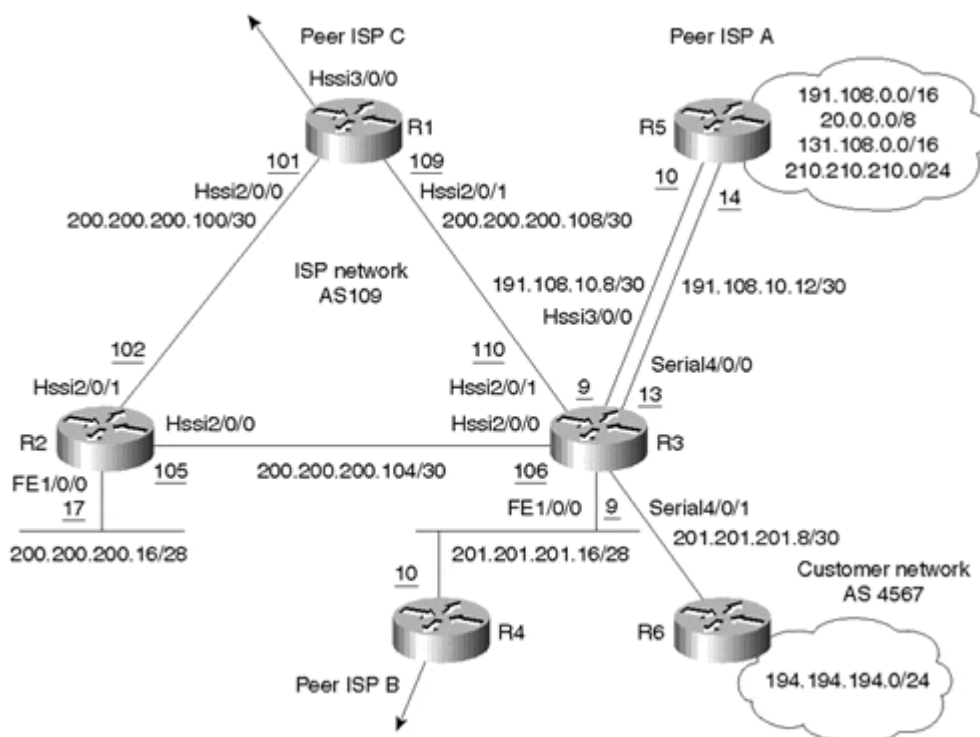 Peer ISP C
Peer ISP A
Hssi3/0/0
R1
R5
191.108.0.0/16
20.0.0.0/8
131.108.0.0/16
210.210.210.0/24
101
109
Hssi2/0/0
Hssi2/0/1
10
14
200.200.200.100/30
200.200.200.108/30
ISP network
AS109
191.108.10.8/30
191.108.10.12/30
Hssi3/0/0
102
110
Serial4/0/0
Hssi2/0/1
Hssi2/0/1
9
13
Hssi2/0/0
Hssi2/0/0
R2
R3
105
200.200.200.104/30
106
FE1/0/0
17
FE1/0/0
9
Serial4/0/1
200.200.200.16/28
201.201.201.16/28
201.201.201.8/30
10
Customer network
AS 4567
R4
R6
Peer ISP B
194.194.194.0/24